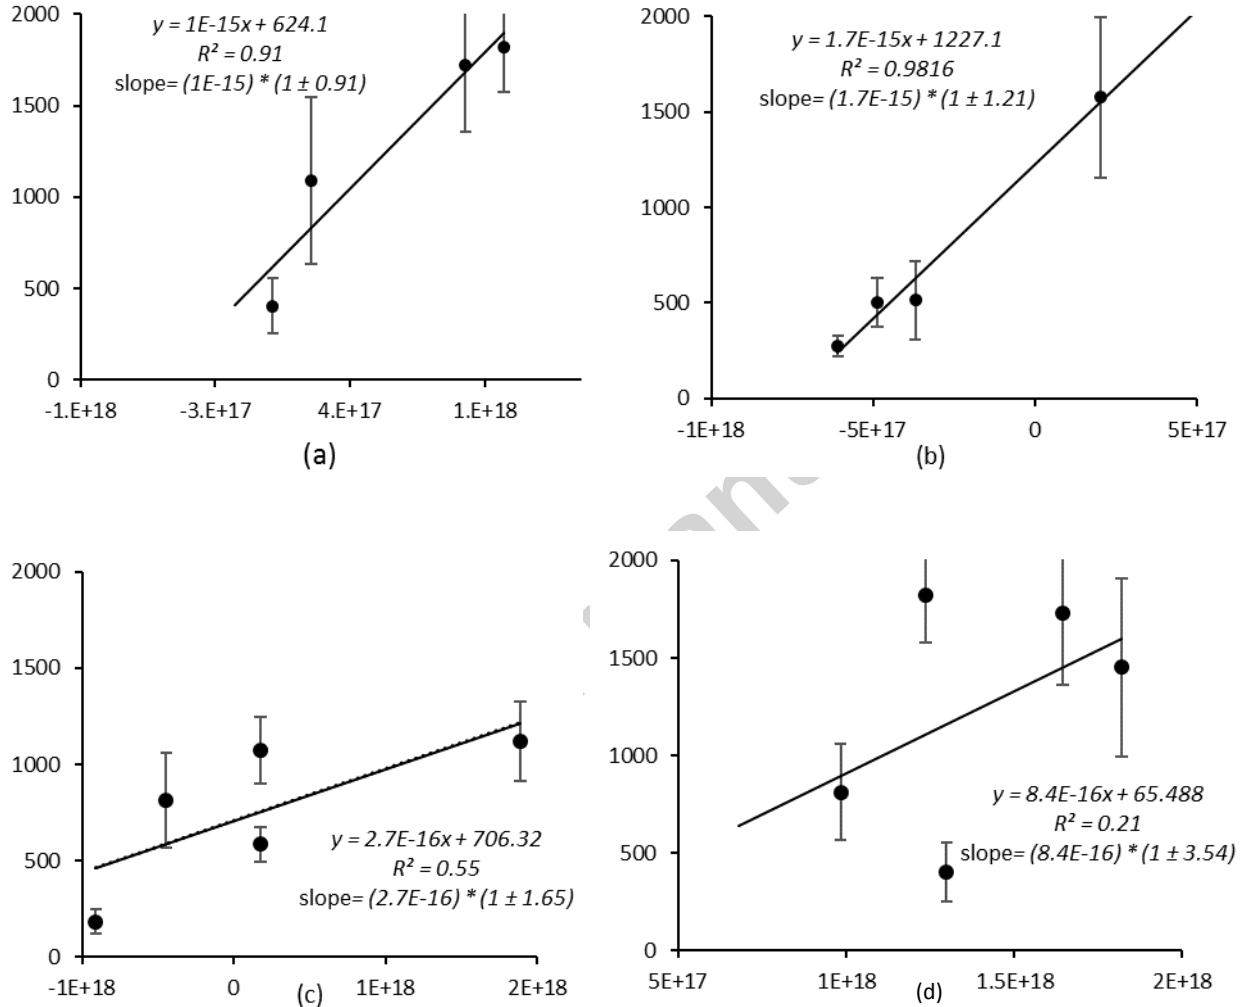 2000
1500
1000
500
0
-1.E+18
-3.E+17
4.E+17
1.E+18
y = 1E-15x + 624.1
R² = 0.91
slope= (1E-15) * (1 ± 0.91)
(a)
2000
1500
1000
500
0
-1E+18
-5E+17
0
5E+17
y = 1.7E-15x + 1227.1
R² = 0.9816
slope= (1.7E-15) * (1 ± 1.21)
(b)
2000
1500
1000
500
0
-1E+18
0
1E+18
2E+18
y = 2.7E-16x + 706.32
R² = 0.55
slope= (2.7E-16) * (1 ± 1.65)
(c)
2000
1500
1000
500
0
5E+17
1E+18
1.5E+18
2E+18
y = 8.4E-16x + 65.488
R² = 0.21
slope= (8.4E-16) * (1 ± 3.54)
(d)